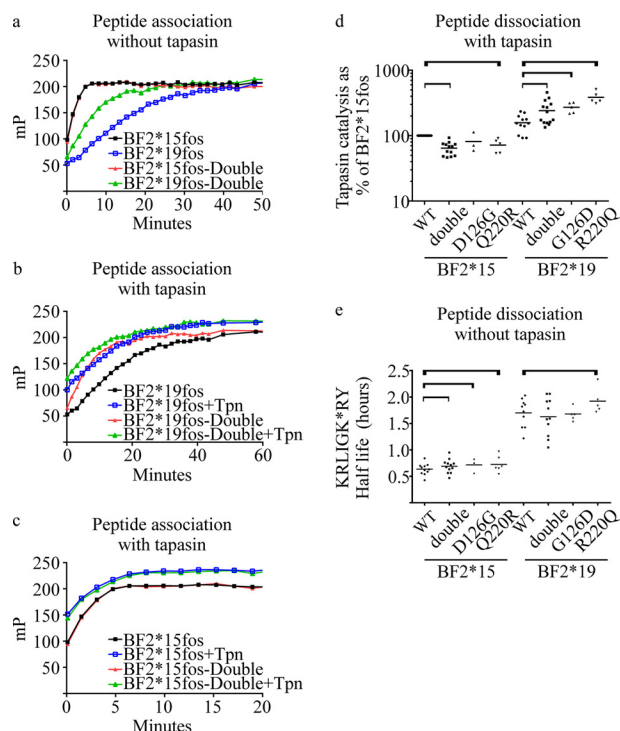 a
Peptide association
without tapasin
mP
250
200
150
100
50
BF2*15fos
BF2*19fos
BF2*15fos-Double
BF2*19fos-Double
0 10 20 30 40 50
Minutes
b
Peptide association
with tapasin
mP
250
200
150
100
50
BF2*19fos
BF2*19fos+Tpn
BF2*19fos-Double
BF2*19fos-Double+Tpn
0 20 40 60
Minutes
c
Peptide association
with tapasin
mP
250
200
150
100
50
BF2*15fos
BF2*15fos+Tpn
BF2*15fos-Double
BF2*15fos-Double+Tpn
0 5 10 15 20
Minutes
d
Peptide dissociation
with tapasin
Tapasin catalysis as
% of BF2*15fos
1000
100
10
WT double D126G Q220R WT double G126D R220Q
BF2*15 BF2*19
e
Peptide dissociation
without tapasin
KRLIGK*RY
Half life (hours)
2.5
2.0
1.5
1.0
0.5
0.0
WT double D126G Q220R WT double G126D R220Q
BF2*15 BF2*19